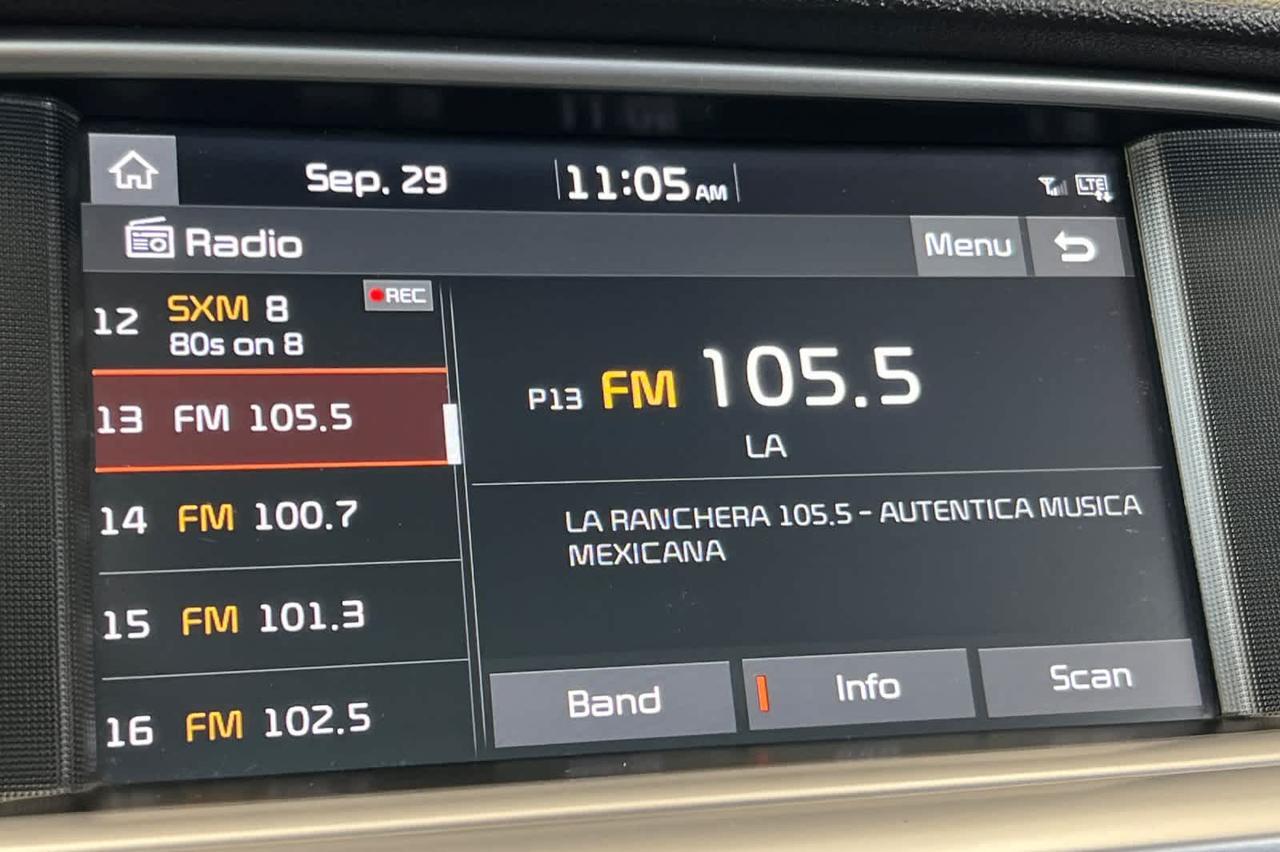 Sep. 29
11:05 AM
LTE
Radio
Menu
12 SXM 8
80s on 8
REC
13 FM 105.5
14 FM 100.7
15 FM 101.3
16 FM 102.5
P13 FM 105.5
LA
LA RANCHERA 105.5 - AUTENTICA MUSICA
MEXICANA
Band
Info
Scan